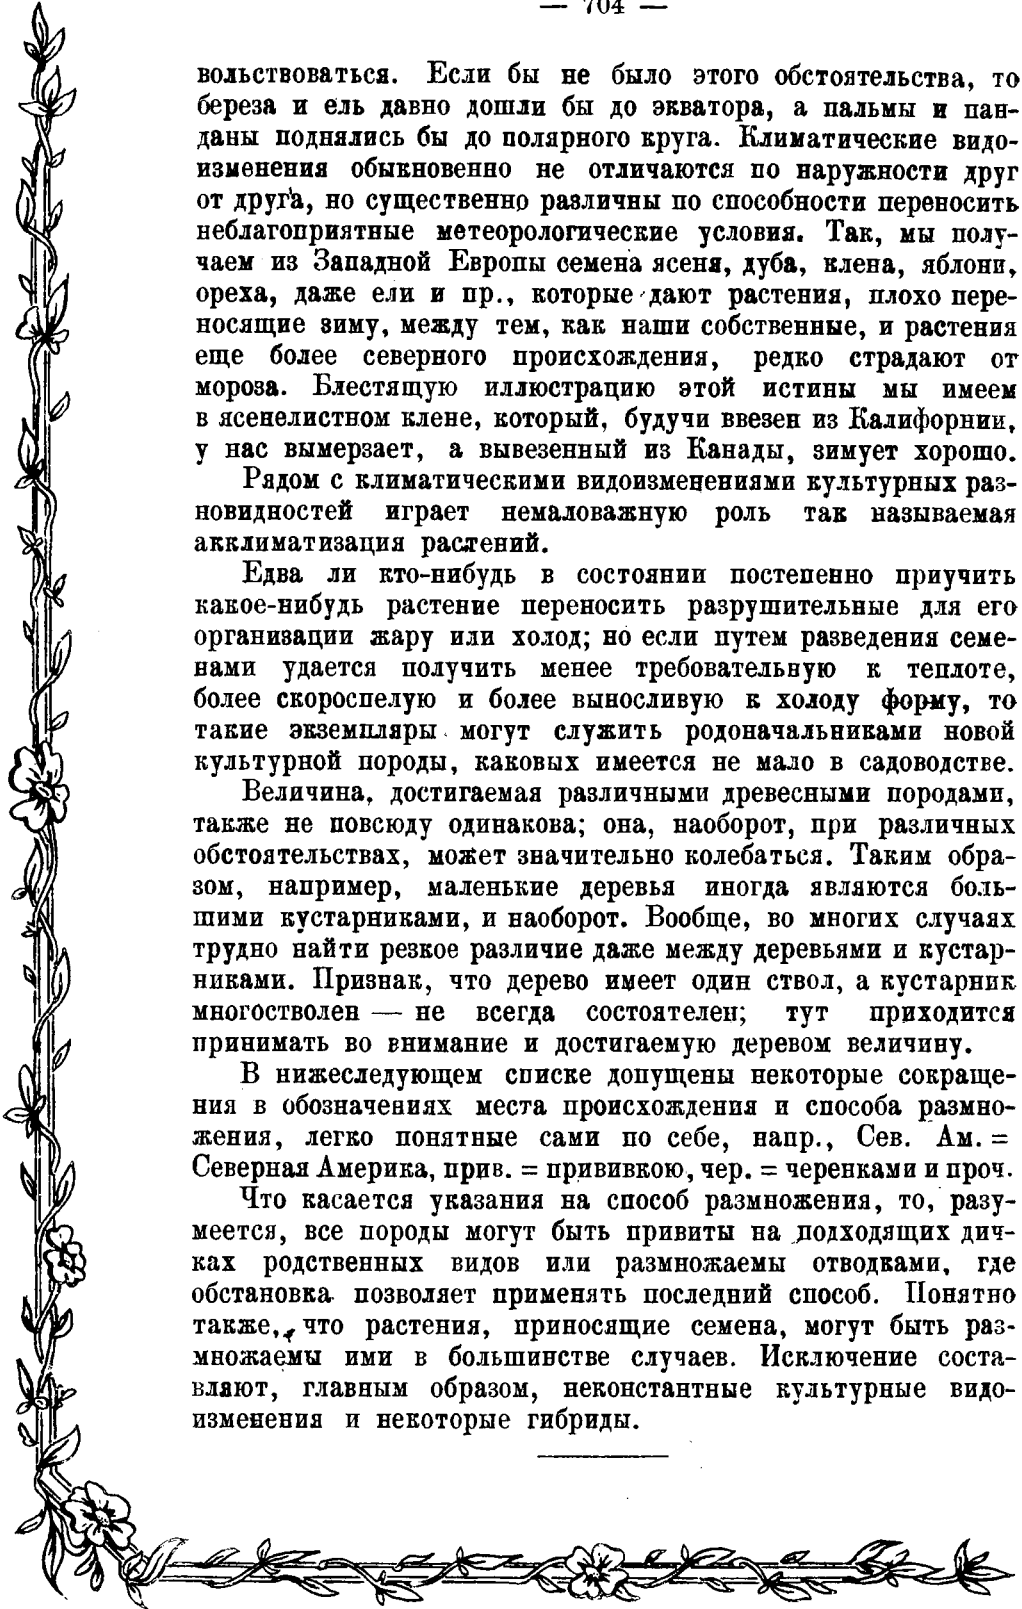 — 704 —
вольствоваться. Если бы не было этого обстоятельства, то
береза и ель давно дошли бы до экватора, а пальмы и пан-
даны поднялись бы до полярного круга. Климатические видо-
изменения обыкновенно не отличаются по наружности друг
от друга, но существенно различны по способности переносить
неблагоприятные метеорологические условия. Так, мы полу-
чаем из Западной Европы семена ясеня, дуба, клена, яблони,
ореха, даже ели и пр., которые дают растения, плохо пере-
носящие зиму, между тем, как наши собственные, и растения
еще более северного происхождения, редко страдают от
мороза. Блестящую иллюстрацию этой истины мы имеем
в ясенелистном клене, который, будучи ввезен из Калифорнии,
у нас вымерзает, а вывезенный из Канады, зимует хорошо.
Рядом с климатическими видоизменениями культурных раз-
новидностей играет немаловажную роль так называемая
акклиматизация растений.
Едва ли кто-нибудь в состоянии постепенно приучить
какое-нибудь растение переносить разрушительные для его
организации жару или холод; но если путем разведения семе-
нами удается получить менее требовательную к теплоте,
более скороспелую и более выносливую к холоду форму, то
такие экземпляры могут служить родоначальниками новой
культурной породы, каковых имеется не мало в садоводстве.
Величина, достигаемая различными древесными породами,
также не повсюду одинакова; она, наоборот, при различных
обстоятельствах, может значительно колебаться. Таким обра-
зом, например, маленькие деревья иногда являются боль-
шими кустарниками, и наоборот. Вообще, во многих случаях
трудно найти резкое различие даже между деревьями и кустар-
никами. Признак, что дерево имеет один ствол, а кустарник
многостволен — не всегда состоятелен; тут приходится
принимать во внимание и достигаемую деревом величину.
В нижеследующем списке допущены некоторые сокраще-
ния в обозначениях места происхождения и способа размно-
жения, легко понятные сами по себе, напр., Сев. Ам. =
Северная Америка, прив. = прививкою, чер. = черенками и проч.
Что касается указания на способ размножения, то, разу-
меется, все породы могут быть привиты на подходящих дич-
ках родственных видов или размножаемы отводками, где
обстановка позволяет применять последний способ. Понятно
также, что растения, приносящие семена, могут быть раз-
множаемы ими в большинстве случаев. Исключение соста-
вляют, главным образом, неконстантные культурные видо-
изменения и некоторые гибриды.